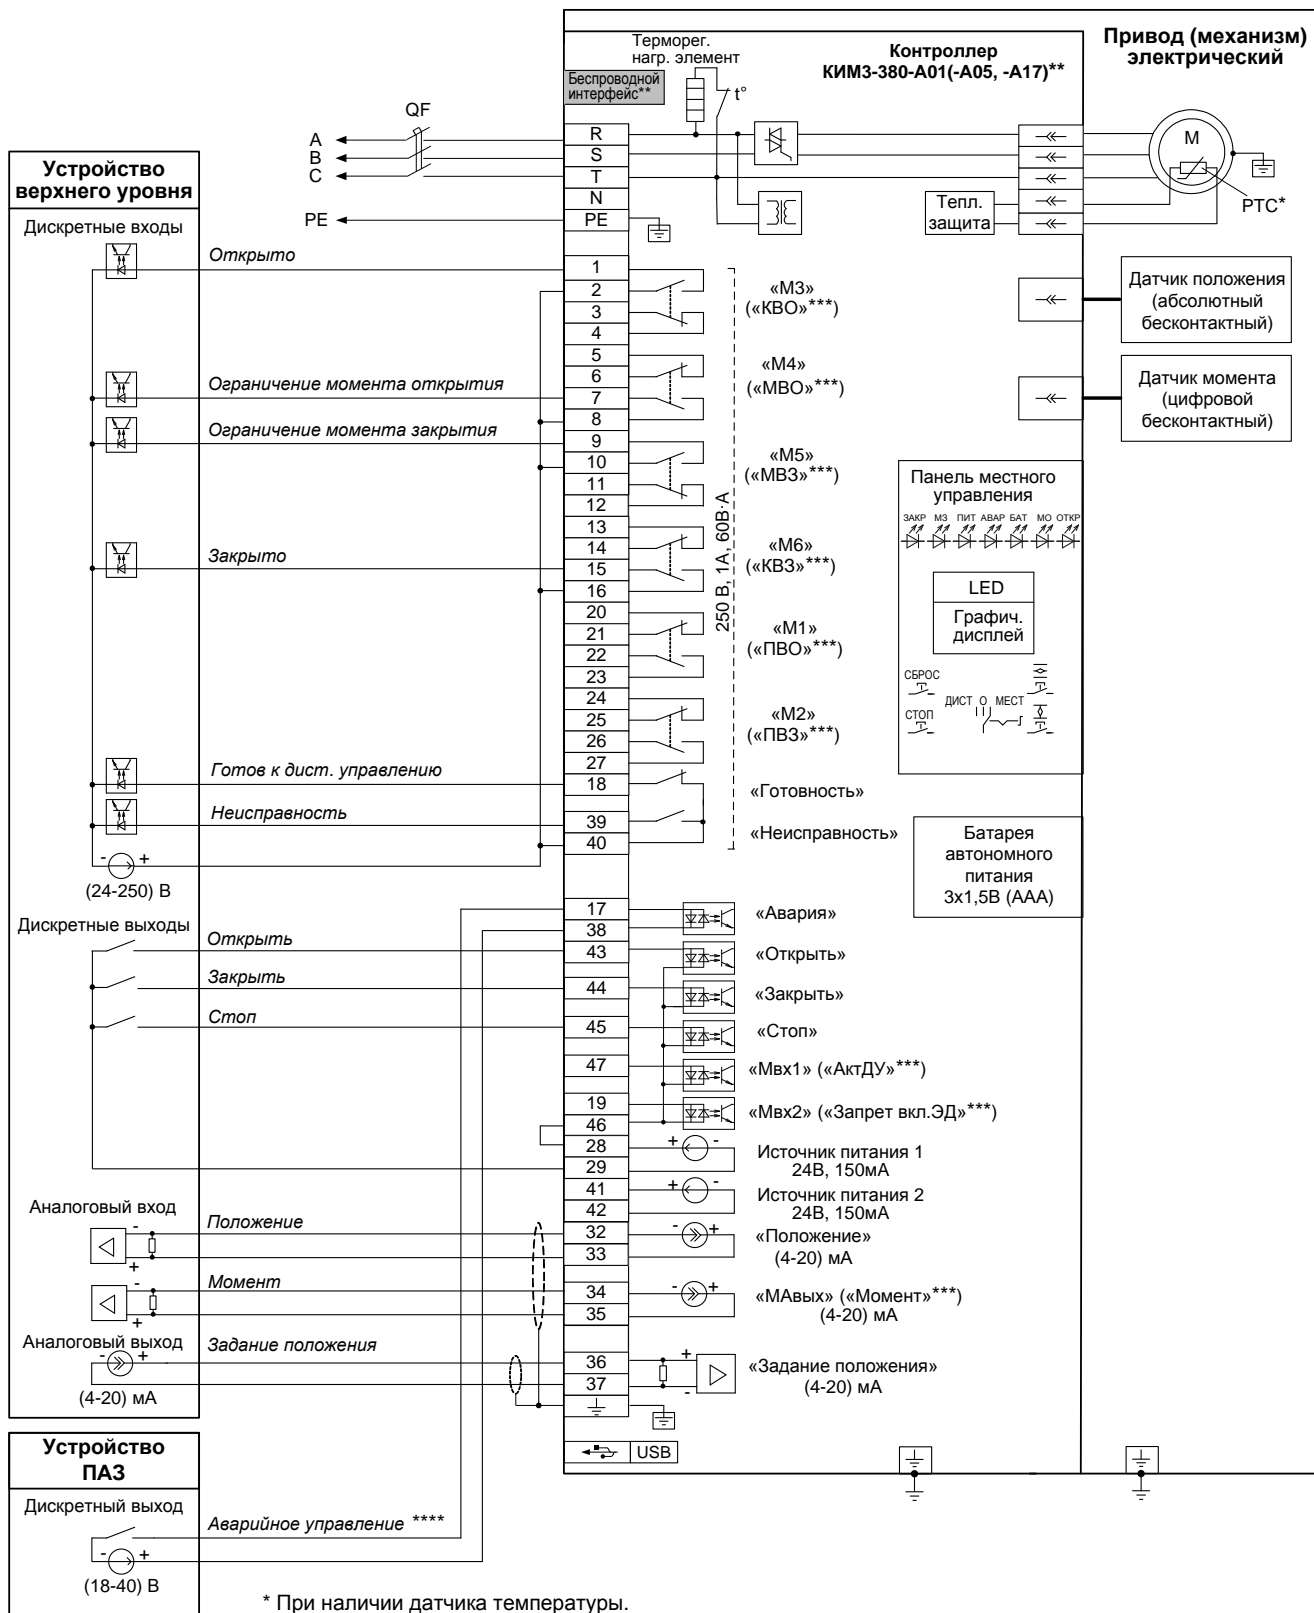 Привод (механизм)
электрический
Контроллер
КИМ3-380-А01(-А05, -А17)**
Терморег.
нагр. элемент
Беспроводной
интерфейс**
t°
QF
A
B
C
PE
R
S
T
N
PE
М
Тепл.
защита
РТС*
Устройство
верхнего уровня
Дискретные входы
Открыто
1
2
3
4
«М3»
(«КВО»***)
Датчик положения
(абсолютный
бесконтактный)
Ограничение момента открытия
5
6
7
8
«М4»
(«МВО»***)
Датчик момента
(цифровой
бесконтактный)
Ограничение момента закрытия
9
10
11
12
«М5»
(«МВЗ»***)
250 В, 1А, 60В·А
Панель местного
управления
ЗАКР МЗ ПИТ АВАР БАТ МО ОТКР
Закрыто
13
14
15
16
«М6»
(«КВЗ»***)
LED
Графич.
дисплей
20
21
22
23
«М1»
(«ПВО»***)
СБРОС
СТОП
ДИСТ О МЕСТ
24
25
26
27
«М2»
(«ПВЗ»***)
Готов к дист. управлению
18
«Готовность»
Неисправность
39
40
«Неисправность»
Батарея
автономного
питания
3х1,5В (ААА)
- +
(24-250) В
Дискретные выходы
17
38
«Авария»
Открыть
43
«Открыть»
Закрыть
44
«Закрыть»
Стоп
45
«Стоп»
47
«Мвх1» («АктДУ»***)
19
46
«Мвх2» («Запрет вкл.ЭД»***)
28
29
+ -
Источник питания 1
24В, 150мА
41
42
+ -
Источник питания 2
24В, 150мА
Аналоговый вход
-
+
Положение
32
33
- +
«Положение»
(4-20) мА
-
+
Момент
34
35
- +
«МАвых» («Момент»***)
(4-20) мА
Аналоговый выход
- +
(4-20) мА
Задание положения
36
37
+
-
«Задание положения»
(4-20) мА
USB
Устройство
ПАЗ
Дискретный выход
Аварийное управление ****
- +
(18-40) В
* При наличии датчика температуры.